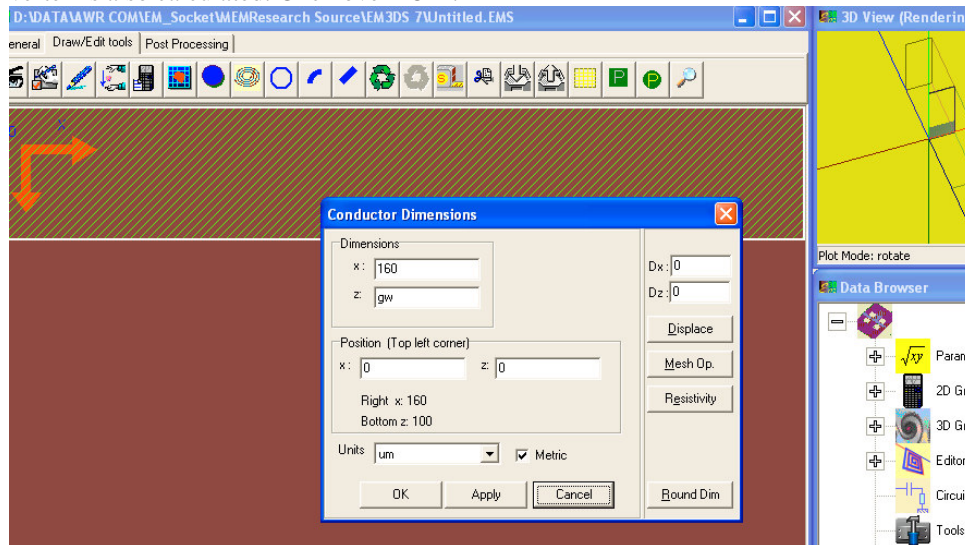 D:\DATA\AWR COM\EM_Socket\MEMResearch Source\EM3DS 7\Untitled.EMS
3D View (Rendering
eneral
Draw/Edit tools
Post Processing
x
Conductor Dimensions
Dimensions
x: 160
z: gw
Dx: 0
Dz: 0
Displace
Mesh Op.
Resistivity
Position (Top left corner)
x: 0 z: 0
Right x: 160
Bottom z: 100
Units um Metric
OK Apply Cancel Round Dim
Plot Mode: rotate
Data Browser
√xy Param
2D Gr
3D Gr
Editor
Circui
Tools